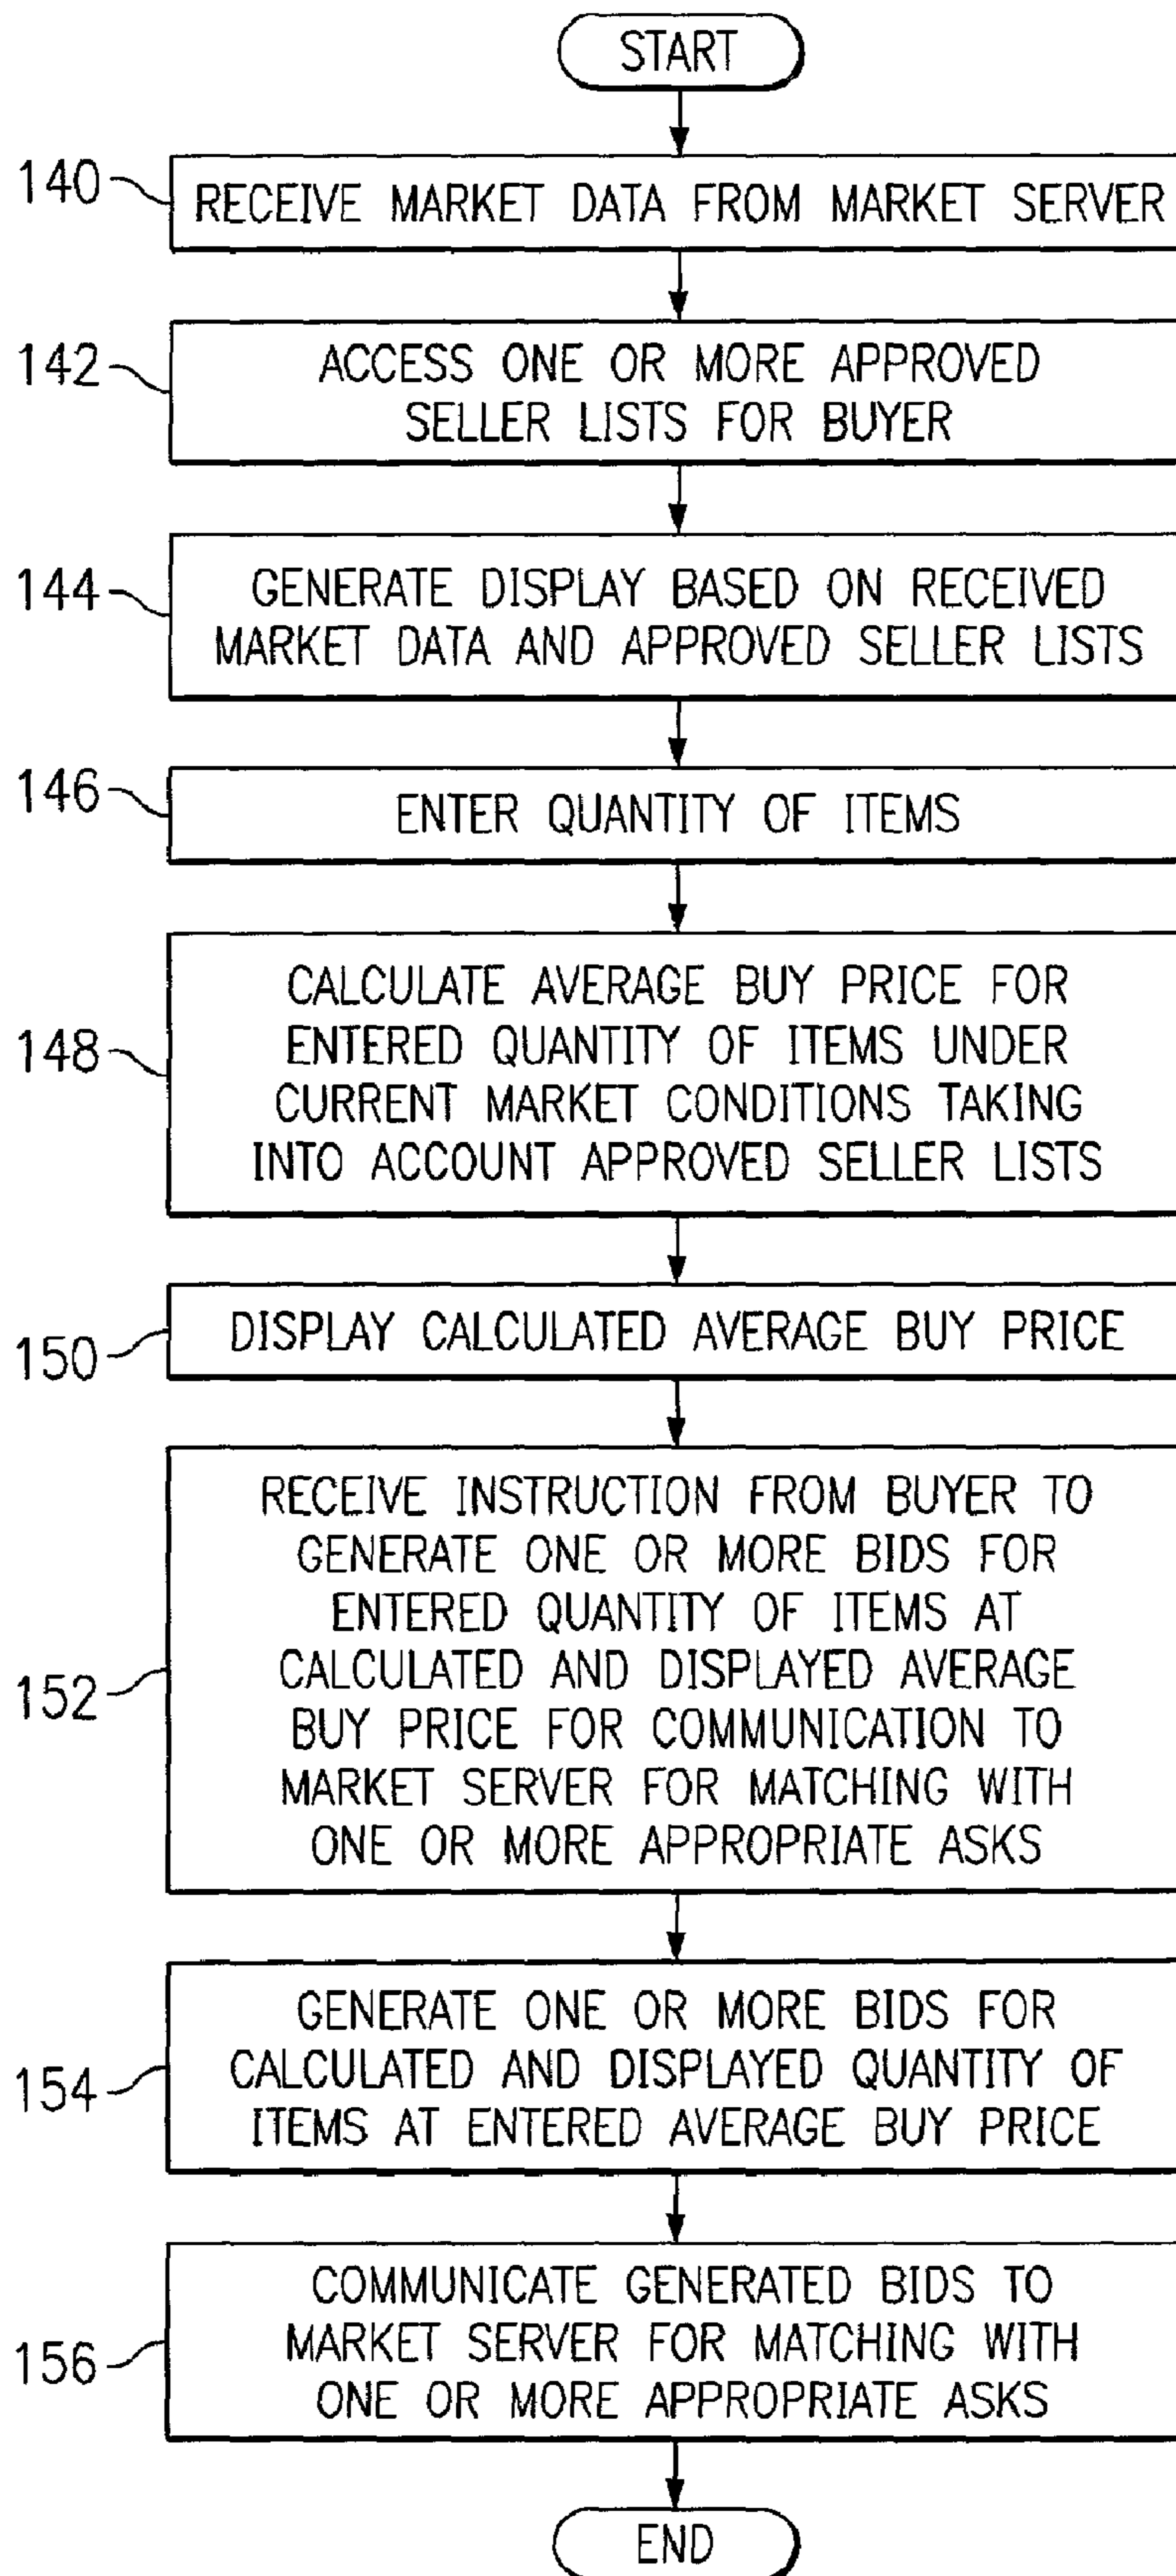 START
140
RECEIVE MARKET DATA FROM MARKET SERVER
142
ACCESS ONE OR MORE APPROVED
SELLER LISTS FOR BUYER
144
GENERATE DISPLAY BASED ON RECEIVED
MARKET DATA AND APPROVED SELLER LISTS
146
ENTER QUANTITY OF ITEMS
148
CALCULATE AVERAGE BUY PRICE FOR
ENTERED QUANTITY OF ITEMS UNDER
CURRENT MARKET CONDITIONS TAKING
INTO ACCOUNT APPROVED SELLER LISTS
150
DISPLAY CALCULATED AVERAGE BUY PRICE
152
RECEIVE INSTRUCTION FROM BUYER TO
GENERATE ONE OR MORE BIDS FOR
ENTERED QUANTITY OF ITEMS AT
CALCULATED AND DISPLAYED AVERAGE
BUY PRICE FOR COMMUNICATION TO
MARKET SERVER FOR MATCHING WITH
ONE OR MORE APPROPRIATE ASKS
154
GENERATE ONE OR MORE BIDS FOR
CALCULATED AND DISPLAYED QUANTITY OF
ITEMS AT ENTERED AVERAGE BUY PRICE
156
COMMUNICATE GENERATED BIDS TO
MARKET SERVER FOR MATCHING WITH
ONE OR MORE APPROPRIATE ASKS
END